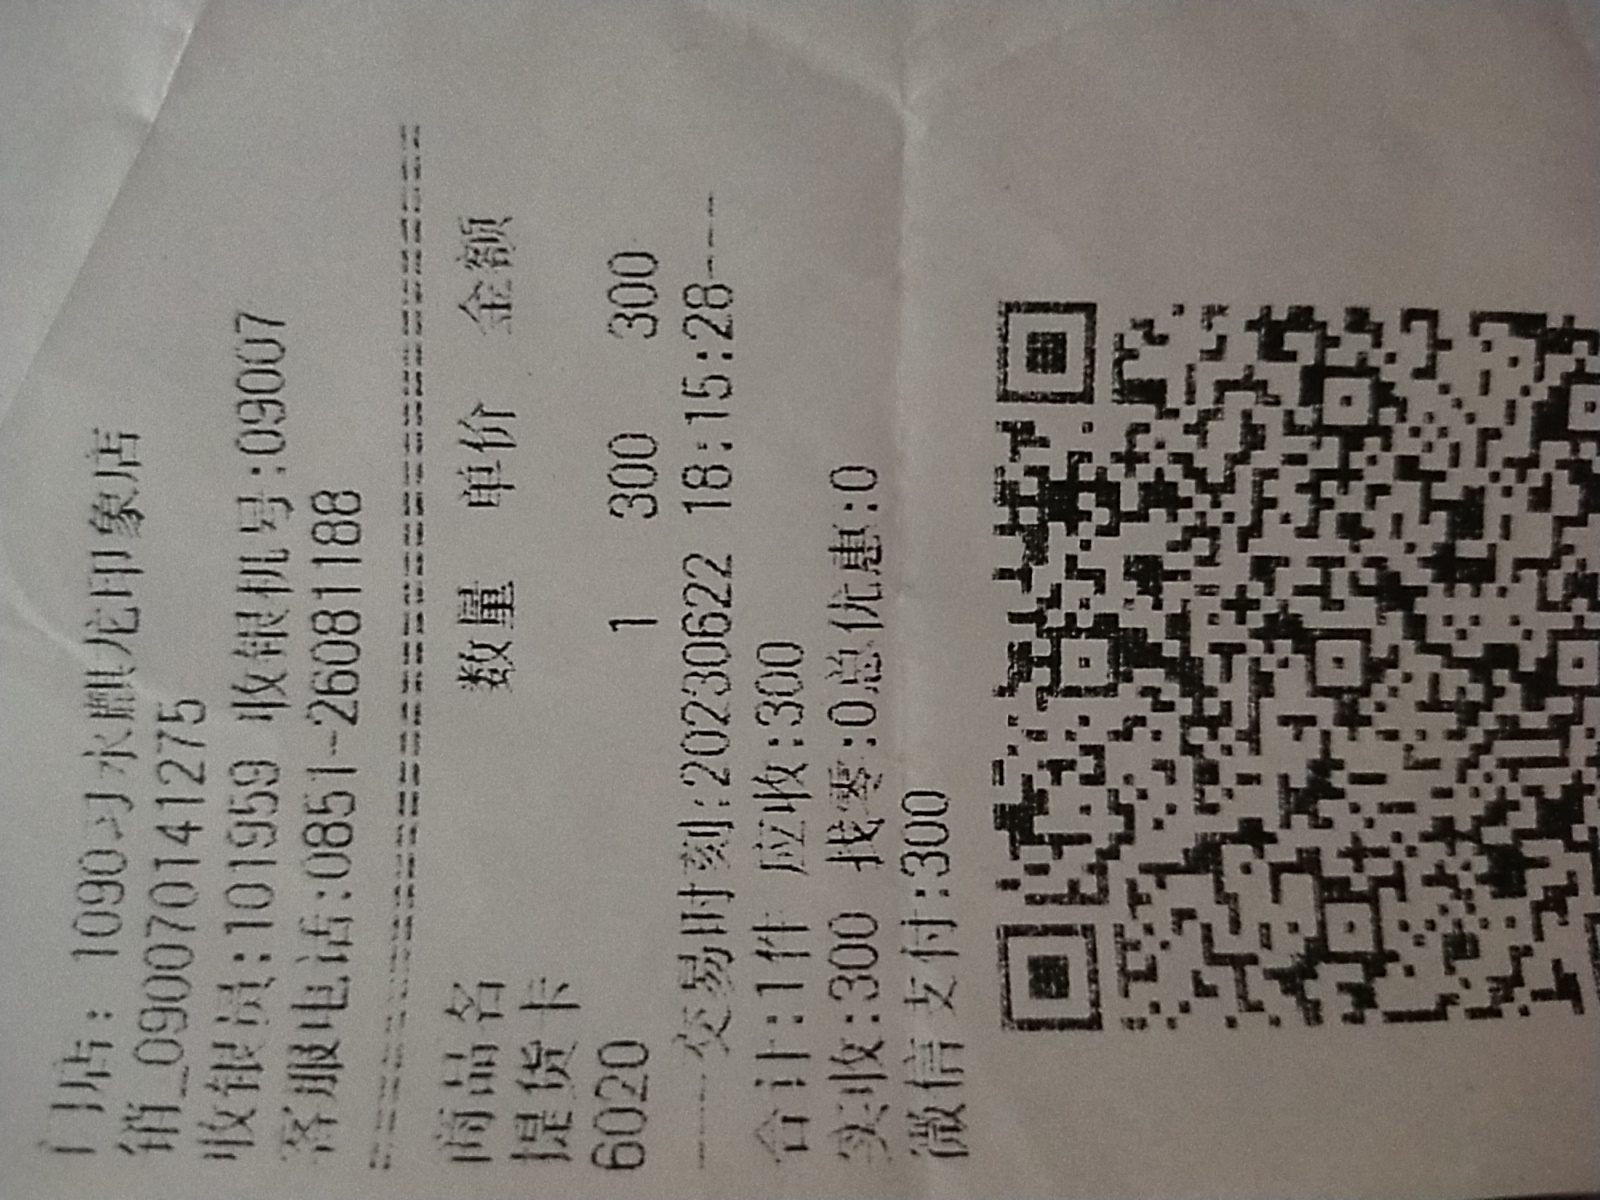 门店: 1090习水麒龙印象店
销_090070141275
收银员:101959 收银机号:09007
客服电话:0851-26081188
================================
商品名 数量 单价 金额
提货卡
6020 1 300 300
----交易时刻:20230622 18:15:28----
合计:1件 应收:300
实收:300 找零:0总优惠:0
微信支付:300